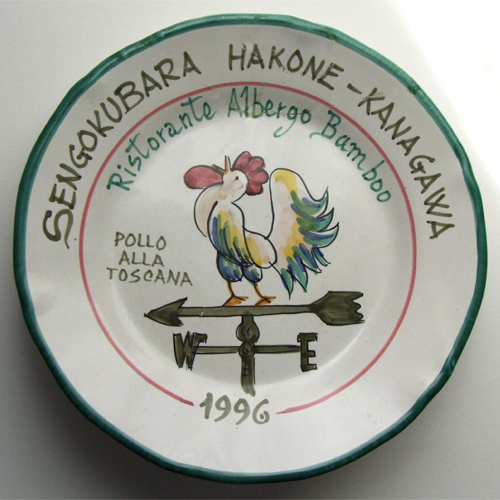 SENGOKUBARA HAKONE-KANAGAWA
Ristorante Albergo Bamboo
POLLO
ALLA
TOSCANA
W E
1996